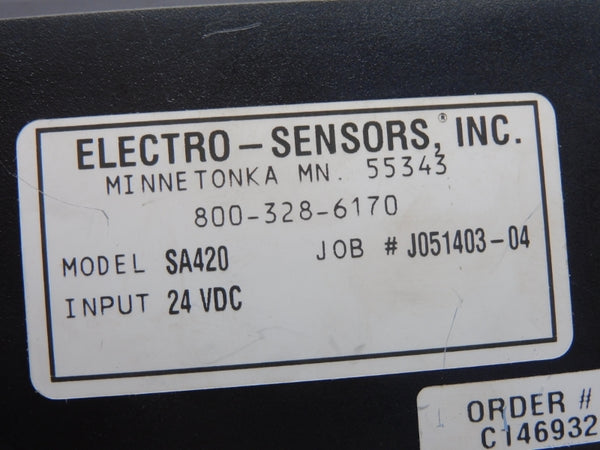 ELECTRO-SENSORS,® INC.
MINNETONKA MN. 55343
800-328-6170
MODEL SA420 JOB # J051403-04
INPUT 24 VDC
ORDER #
C146932